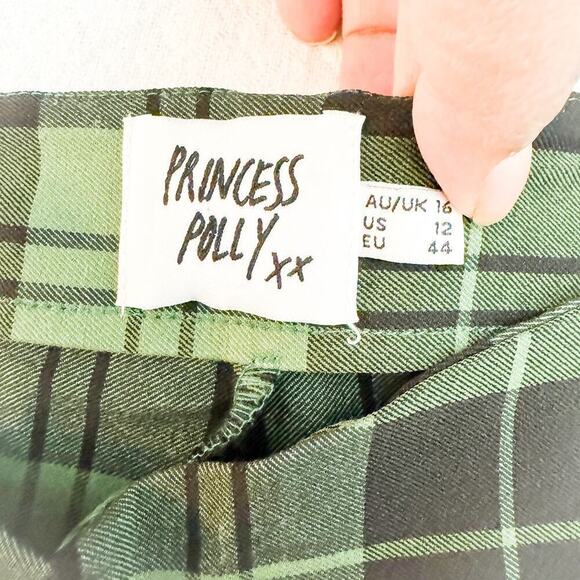 PRINCESS
POLLY xx
AU/UK 16
US 12
EU 44